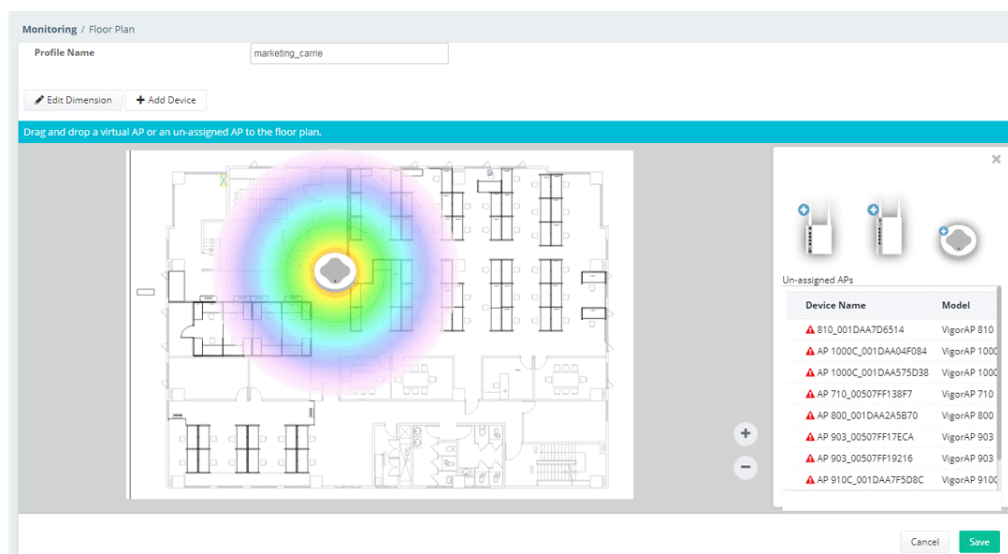 Monitoring / Floor Plan
Profile Name
marketing_carrie
Edit Dimension
Add Device
Drag and drop a virtual AP or an un-assigned AP to the floor plan.
Un-assigned APs
Device Name Model
810_001DAA7D6514 VigorAP 810
AP 1000C_001DAA04F084 VigorAP 1000C
AP 1000C_001DAA575D38 VigorAP 1000C
AP 710_00507FF138F7 VigorAP 710
AP 800_001DAA2A5B70 VigorAP 800
AP 903_00507FF17ECA VigorAP 903
AP 903_00507FF19216 VigorAP 903
AP 910C_001DAA7F5D8C VigorAP 910C
Cancel Save